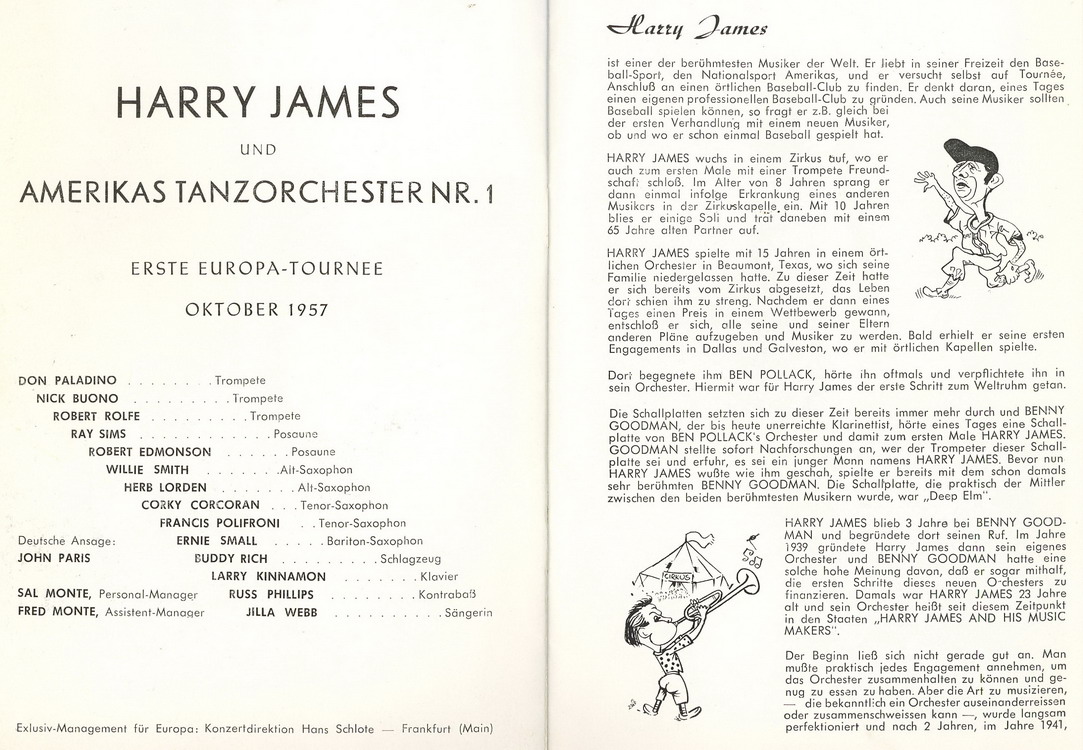 HARRY JAMES
UND
AMERIKAS TANZORCHESTER NR. 1
ERSTE EUROPA-TOURNEE
OKTOBER 1957
DON PALADINO . . . . . . . . Trompete
NICK BUONO . . . . . . . . . Trompete
ROBERT ROLFE . . . . . . . . . Trompete
RAY SIMS . . . . . . . . . . . . Posaune
ROBERT EDMONSON . . . . . . Posaune
WILLIE SMITH . . . . . . . Alt-Saxophon
HERB LORDEN . . . . . . . Alt-Saxophon
CORKY CORCORAN . . . Tenor-Saxophon
FRANCIS POLIFRONI . . Tenor-Saxophon
Deutsche Ansage: ERNIE SMALL . . . . . Bariton-Saxophon
JOHN PARIS BUDDY RICH . . . . . . . . . . Schlagzeug
LARRY KINNAMON . . . . . . . Klavier
SAL MONTE, Personal-Manager RUSS PHILLIPS . . . . . . . . Kontrabaß
FRED MONTE, Assistent-Manager JILLA WEBB . . . . . . . . . . Sängerin
Exlusiv-Management für Europa: Konzertdirektion Hans Schlote — Frankfurt (Main)
Harry James
ist einer der berühmtesten Musiker der Welt. Er liebt in seiner Freizeit den Base-
ball-Sport, den Nationalsport Amerikas, und er versucht selbst auf Tournée,
Anschluß an einen örtlichen Baseball-Club zu finden. Er denkt daran, eines Tages
einen eigenen professionellen Baseball-Club zu gründen. Auch seine Musiker sollten
Baseball spielen können, so fragt er z.B. gleich bei
der ersten Verhandlung mit einem neuen Musiker,
ob und wo er schon einmal Baseball gespielt hat.
HARRY JAMES wuchs in einem Zirkus auf, wo er
auch zum ersten Male mit einer Trompete Freund-
schaft schloß. Im Alter von 8 Jahren sprang er
dann einmal infolge Erkrankung eines anderen
Musikers in der Zirkuskapelle ein. Mit 10 Jahren
blies er einige Soli und trat daneben mit einem
65 Jahre alten Partner auf.
HARRY JAMES spielte mit 15 Jahren in einem ört-
lichen Orchester in Beaumont, Texas, wo sich seine
Familie niedergelassen hatte. Zu dieser Zeit hatte
er sich bereits vom Zirkus abgesetzt, das Leben
dort schien ihm zu streng. Nachdem er dann eines
Tages einen Preis in einem Wettbewerb gewann,
entschloß er sich, alle seine und seiner Eltern
anderen Pläne aufzugeben und Musiker zu werden. Bald erhielt er seine ersten
Engagements in Dallas und Galveston, wo er mit örtlichen Kapellen spielte.
Dort begegnete ihm BEN POLLACK, hörte ihn oftmals und verpflichtete ihn in
sein Orchester. Hiermit war für Harry James der erste Schritt zum Weltruhm getan.
Die Schallplatten setzten sich zu dieser Zeit bereits immer mehr durch und BENNY
GOODMAN, der bis heute unerreichte Klarinettist, hörte eines Tages eine Schall-
platte von BEN POLLACK's Orchester und damit zum ersten Male HARRY JAMES.
GOODMAN stellte sofort Nachforschungen an, wer der Trompeter dieser Schall-
platte sei und erfuhr, es sei ein junger Mann namens HARRY JAMES. Bevor nun
HARRY JAMES wußte wie ihm geschah, spielte er bereits mit dem schon damals
sehr berühmten BENNY GOODMAN. Die Schallplatte, die praktisch der Mittler
zwischen den beiden berühmtesten Musikern wurde, war „Deep Elm".
CIRKUS
HARRY JAMES blieb 3 Jahre bei BENNY GOOD-
MAN und begründete dort seinen Ruf. Im Jahre
1939 gründete Harry James dann sein eigenes
Orchester und BENNY GOODMAN hatte eine
solche hohe Meinung davon, daß er sogar mithalf,
die ersten Schritte dieses neuen Orchesters zu
finanzieren. Damals war HARRY JAMES 23 Jahre
alt und sein Orchester heißt seit diesem Zeitpunkt
in den Staaten „HARRY JAMES AND HIS MUSIC
MAKERS".
Der Beginn ließ sich nicht gerade gut an. Man
mußte praktisch jedes Engagement annehmen, um
das Orchester zusammenhalten zu können und ge-
nug zu essen zu haben. Aber die Art zu musizieren,
— die bekanntlich ein Orchester auseinanderreissen
oder zusammenschweissen kann —, wurde langsam
perfektioniert und nach 2 Jahren, im Jahre 1941,